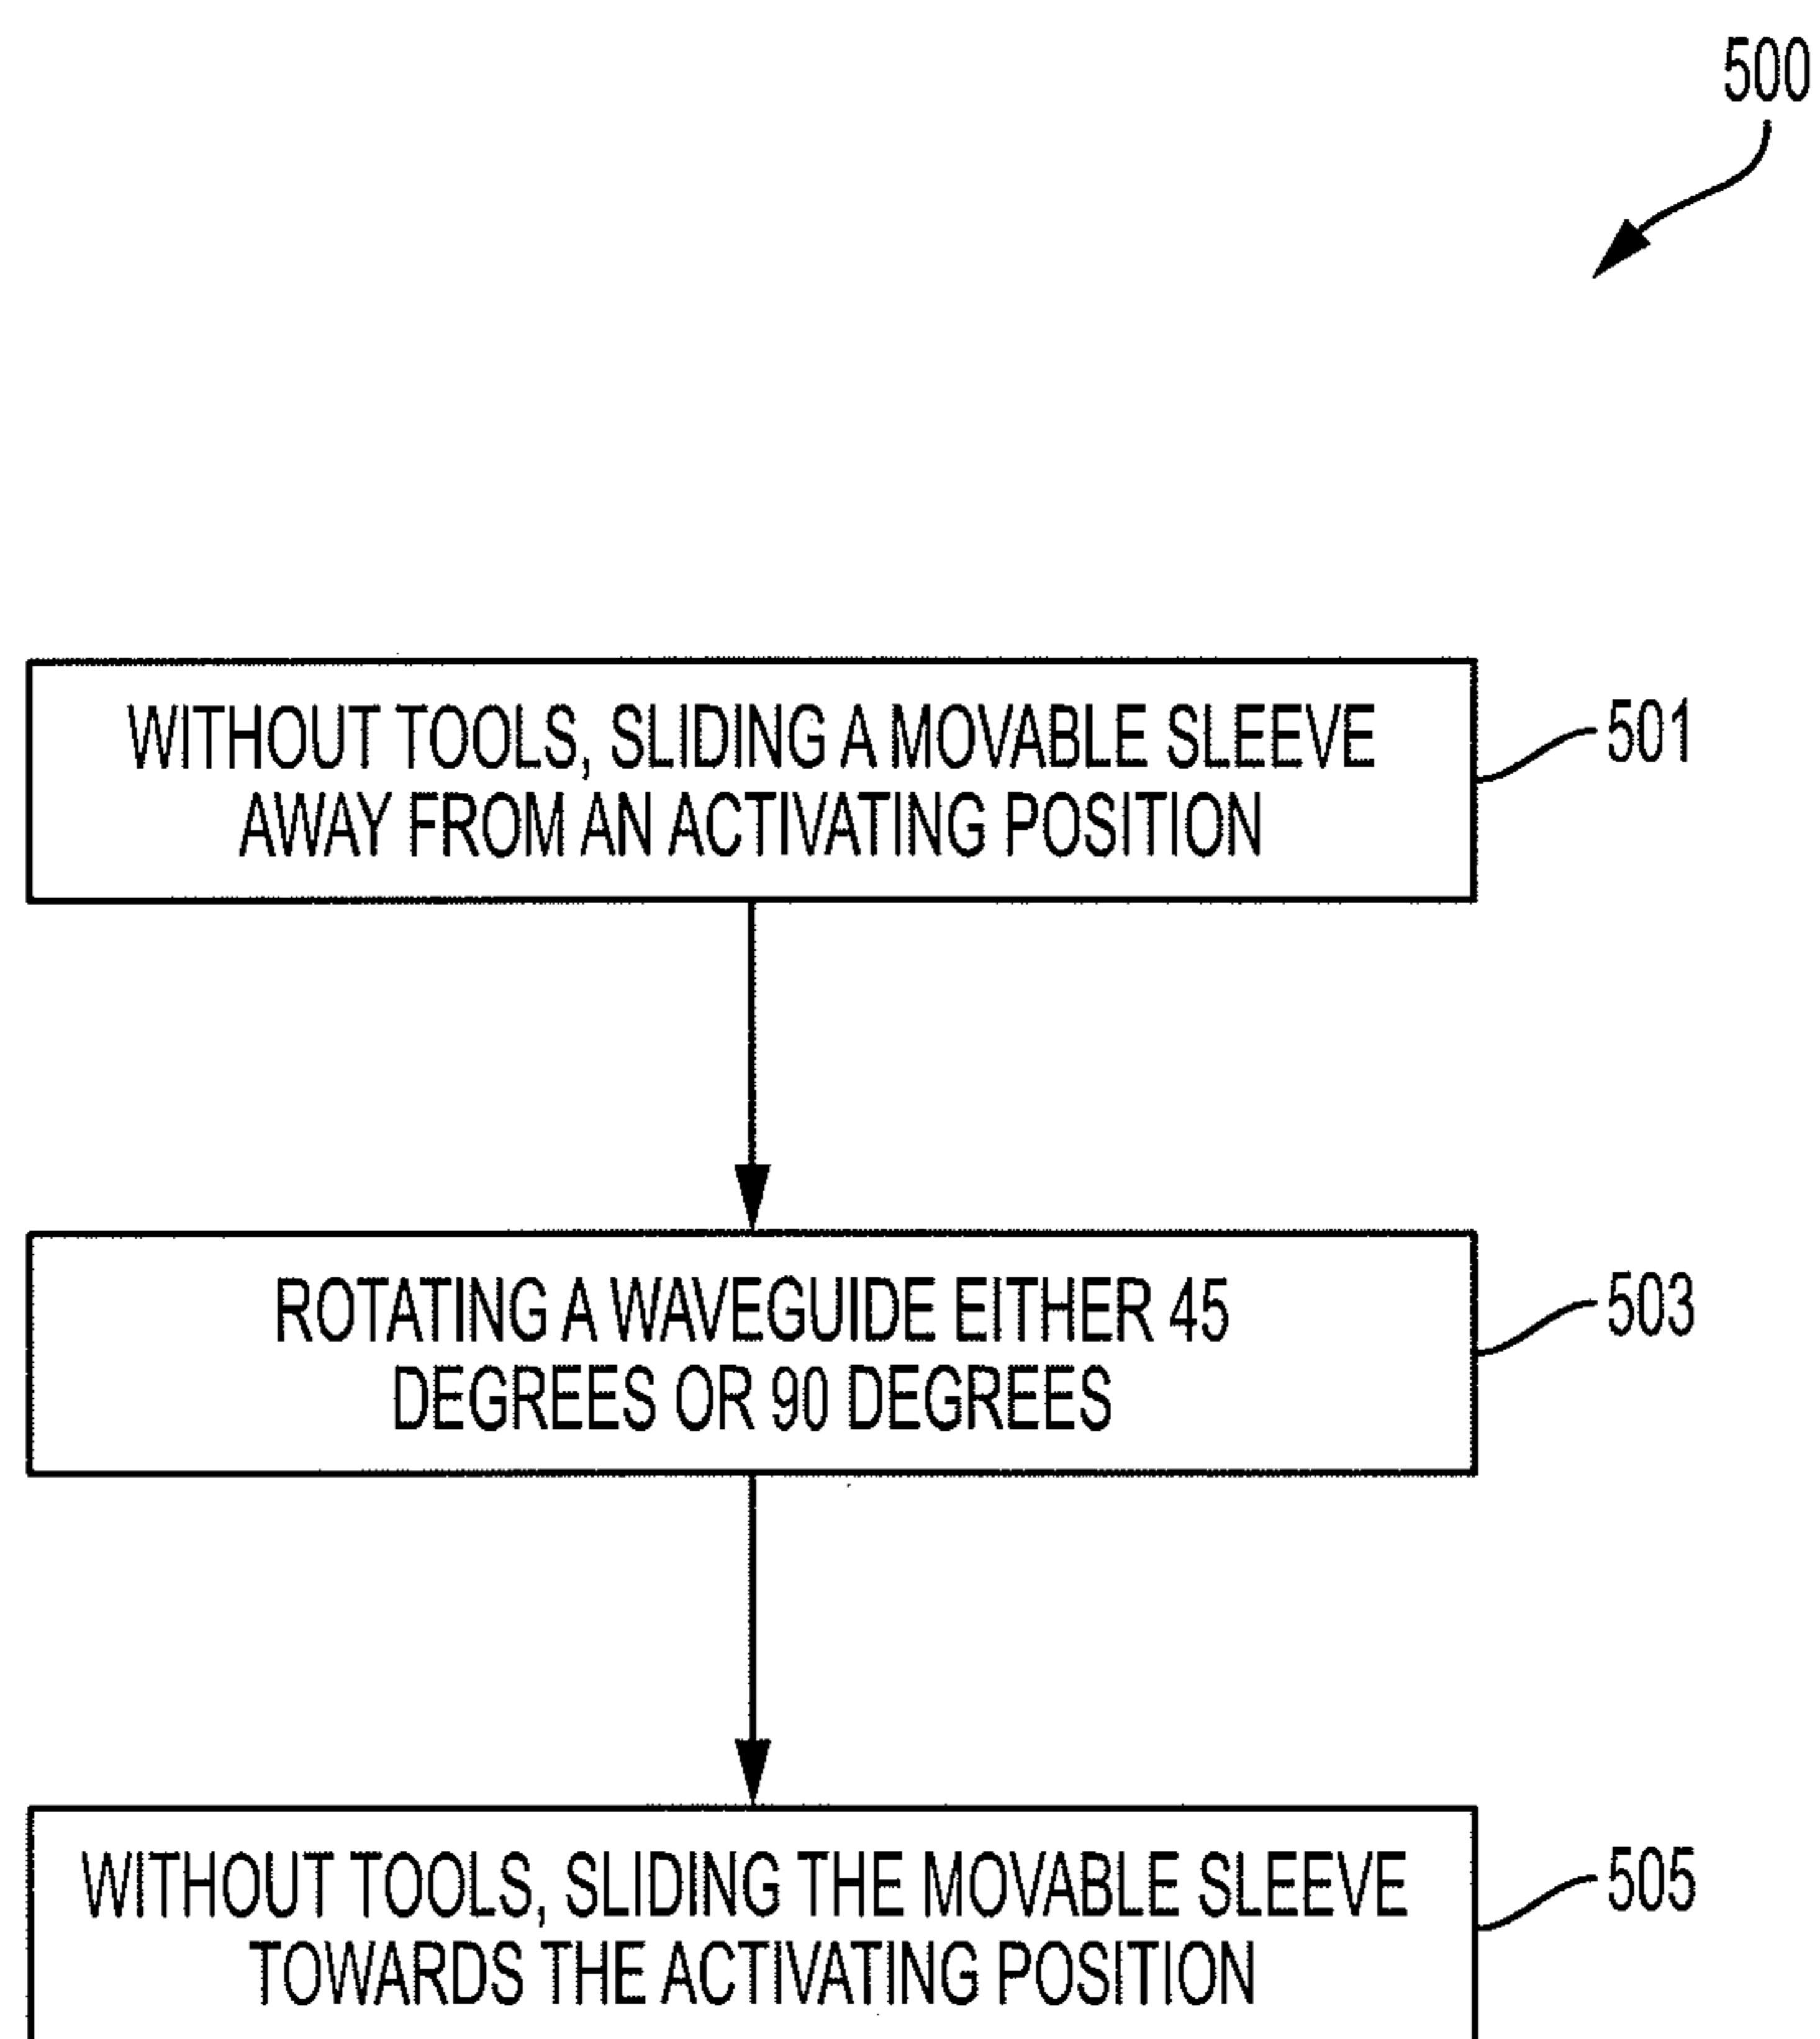 500
WITHOUT TOOLS, SLIDING A MOVABLE SLEEVE
AWAY FROM AN ACTIVATING POSITION
501
ROTATING A WAVEGUIDE EITHER 45
DEGREES OR 90 DEGREES
503
WITHOUT TOOLS, SLIDING THE MOVABLE SLEEVE
TOWARDS THE ACTIVATING POSITION
505